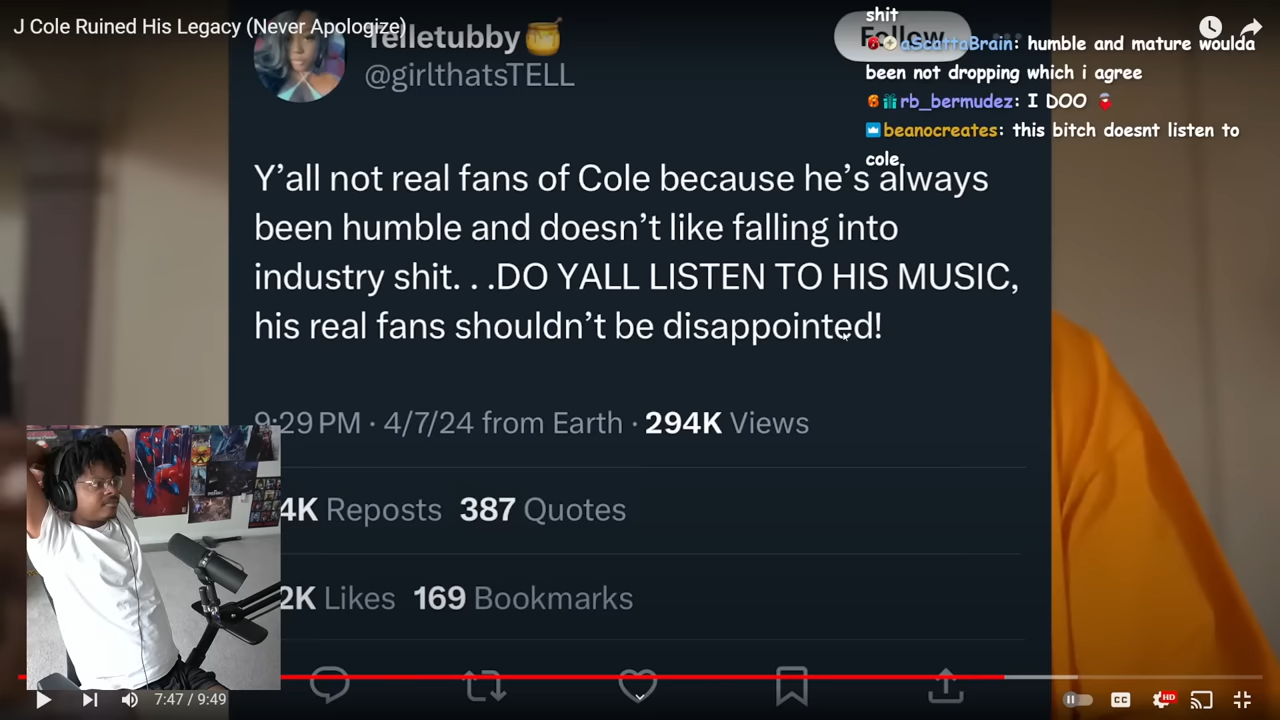 J Cole Ruined His Legacy (Never Apologize)
Telletubby
@girlthatsTELL
Follow
shit
aScattaBrain: humble and mature woulda
been not dropping which i agree
rb_bermudez: I DOO
beanocreates: this bitch doesnt listen to
cole
Y’all not real fans of Cole because he’s always
been humble and doesn’t like falling into
industry shit. . .DO YALL LISTEN TO HIS MUSIC,
his real fans shouldn’t be disappointed!
9:29 PM · 4/7/24 from Earth · 294K Views
4K Reposts 387 Quotes
2K Likes 169 Bookmarks
7:47 / 9:49
CC
HD